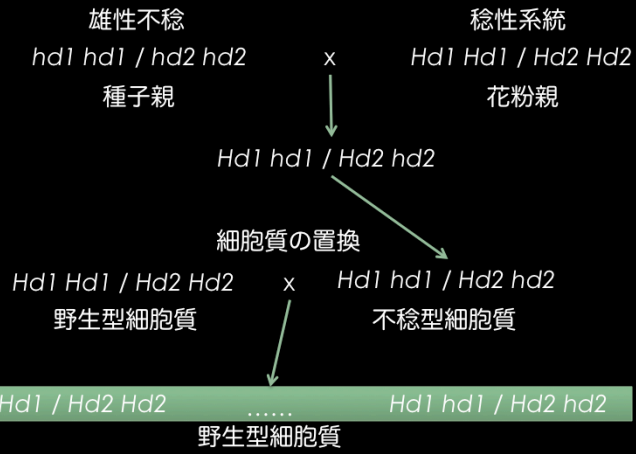 雄性不稔 稔性系統
hd1 hd1 / hd2 hd2 x Hd1 Hd1 / Hd2 Hd2
種子親 花粉親
Hd1 hd1 / Hd2 hd2
細胞質の置換
Hd1 Hd1 / Hd2 Hd2 x Hd1 hd1 / Hd2 hd2
野生型細胞質 不稔型細胞質
Hd1 / Hd2 Hd2 ...... Hd1 hd1 / Hd2 hd2
野生型細胞質